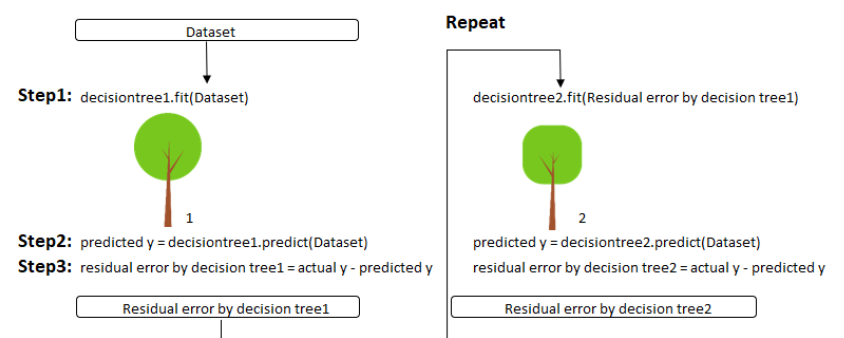 Dataset
Step1: decisiontree1.fit(Dataset)
1
Step2: predicted y = decisiontree1.predict(Dataset)
Step3: residual error by decision tree1 = actual y - predicted y
Residual error by decision tree1
Repeat
decisiontree2.fit(Residual error by decision tree1)
2
predicted y = decisiontree2.predict(Dataset)
residual error by decision tree2 = actual y - predicted y
Residual error by decision tree2